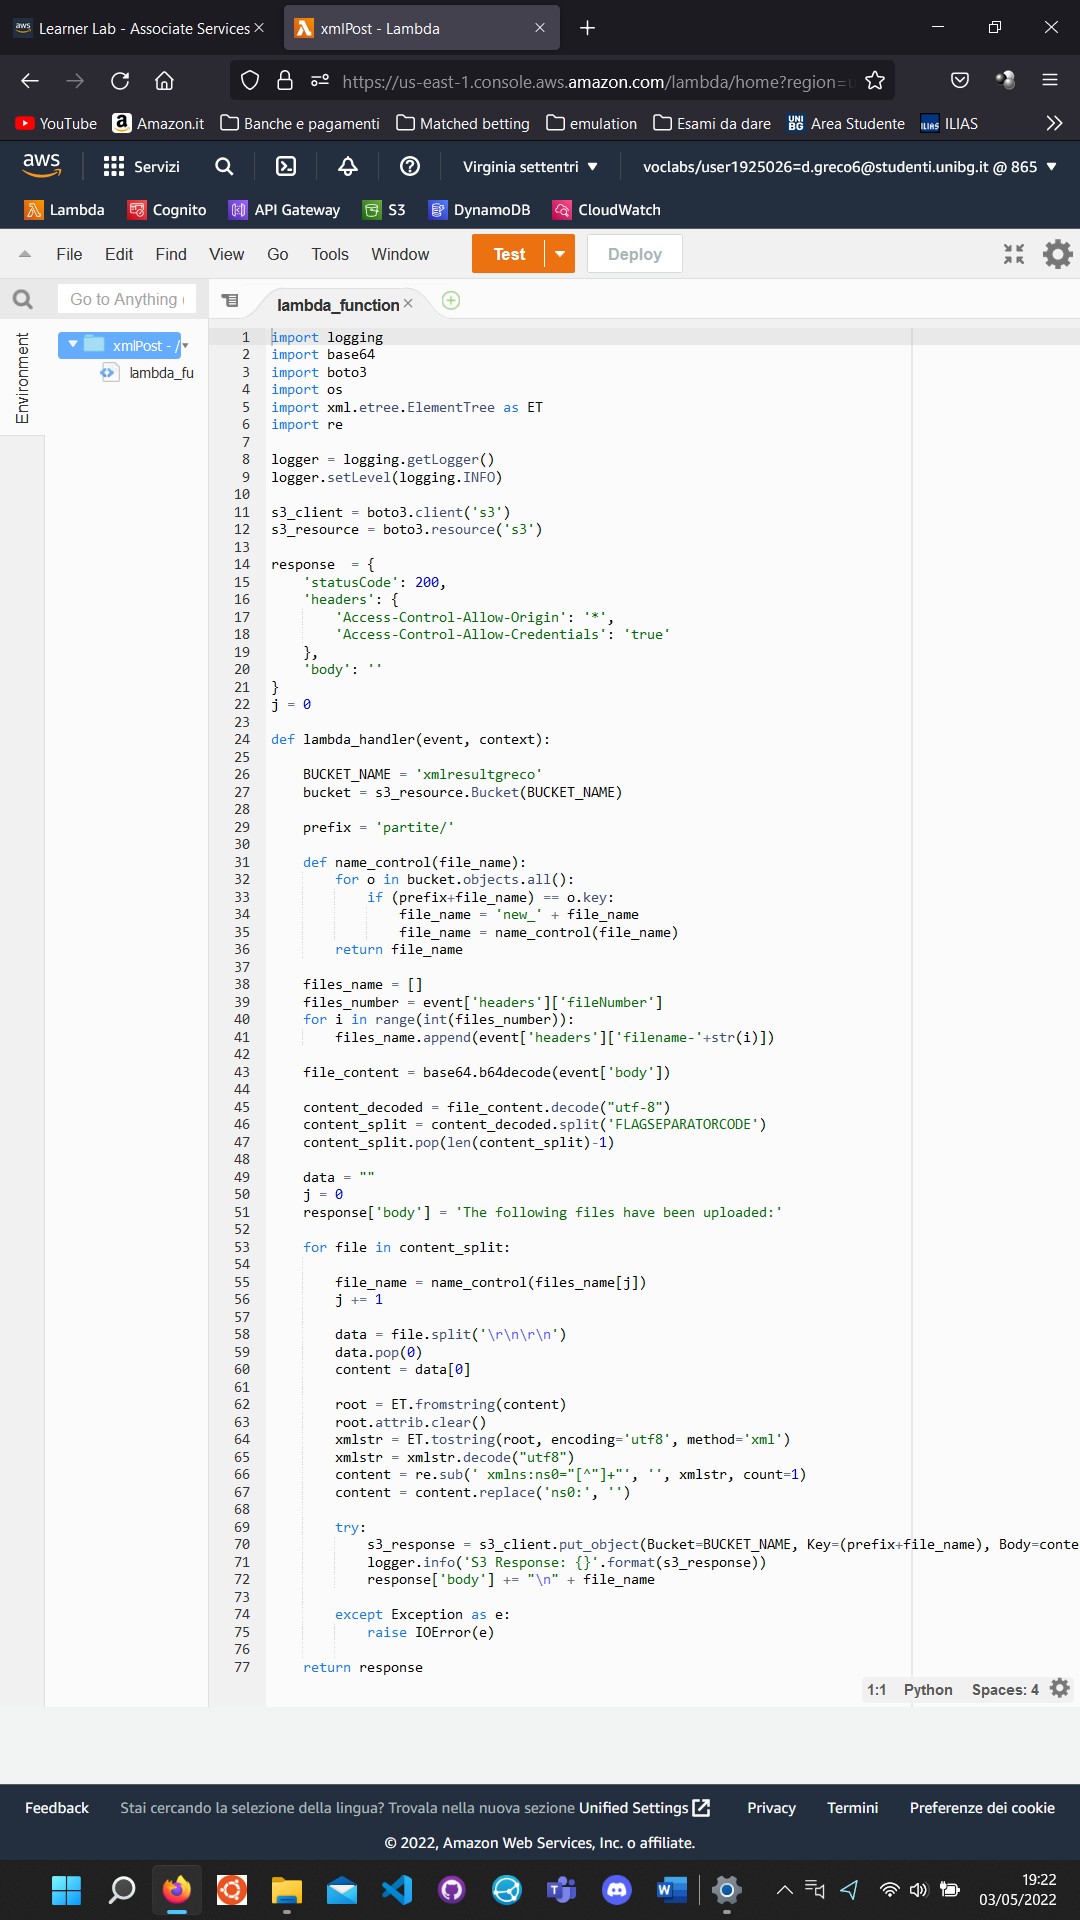 aws Learner Lab - Associate Services
xmlPost - Lambda
https://us-east-1.console.aws.amazon.com/lambda/home?region=
YouTube
Amazon.it
Banche e pagamenti
Matched betting
emulation
Esami da dare
UNI BG Area Studente
ILIAS ILIAS
aws
Servizi
Virginia settentri
voclabs/user1925026=d.greco6@studenti.unibg.it @ 865
Lambda
Cognito
API Gateway
S3
DynamoDB
CloudWatch
File Edit Find View Go Tools Window
Test
Deploy
Go to Anything (
lambda_function
Environment
xmlPost - /
lambda_fu
1 import logging
2 import base64
3 import boto3
4 import os
5 import xml.etree.ElementTree as ET
6 import re
7
8 logger = logging.getLogger()
9 logger.setLevel(logging.INFO)
10
11 s3_client = boto3.client('s3')
12 s3_resource = boto3.resource('s3')
13
14 response  = {
15     'statusCode': 200,
16     'headers': {
17         'Access-Control-Allow-Origin': '*',
18         'Access-Control-Allow-Credentials': 'true'
19     },
20     'body': ''
21 }
22 j = 0
23
24 def lambda_handler(event, context):
25
26     BUCKET_NAME = 'xmlresultgreco'
27     bucket = s3_resource.Bucket(BUCKET_NAME)
28
29     prefix = 'partite/'
30
31     def name_control(file_name):
32         for o in bucket.objects.all():
33             if (prefix+file_name) == o.key:
34                 file_name = 'new_' + file_name
35                 file_name = name_control(file_name)
36         return file_name
37
38     files_name = []
39     files_number = event['headers']['fileNumber']
40     for i in range(int(files_number)):
41         files_name.append(event['headers']['filename-'+str(i)])
42
43     file_content = base64.b64decode(event['body'])
44
45     content_decoded = file_content.decode("utf-8")
46     content_split = content_decoded.split('FLAGSEPARATORCODE')
47     content_split.pop(len(content_split)-1)
48
49     data = ""
50     j = 0
51     response['body'] = 'The following files have been uploaded:'
52
53     for file in content_split:
54
55         file_name = name_control(files_name[j])
56         j += 1
57
58         data = file.split('\r\n\r\n')
59         data.pop(0)
60         content = data[0]
61
62         root = ET.fromstring(content)
63         root.attrib.clear()
64         xmlstr = ET.tostring(root, encoding='utf8', method='xml')
65         xmlstr = xmlstr.decode("utf8")
66         content = re.sub(' xmlns:ns0="[^"]+"', '', xmlstr, count=1)
67         content = content.replace('ns0:', '')
68
69         try:
70             s3_response = s3_client.put_object(Bucket=BUCKET_NAME, Key=(prefix+file_name), Body=conte
71             logger.info('S3 Response: {}'.format(s3_response))
72             response['body'] += "\n" + file_name
73
74         except Exception as e:
75             raise IOError(e)
76
77     return response
1:1 Python Spaces: 4
Feedback
Stai cercando la selezione della lingua? Trovala nella nuova sezione Unified Settings
Privacy
Termini
Preferenze dei cookie
© 2022, Amazon Web Services, Inc. o affiliate.
19:22
03/05/2022